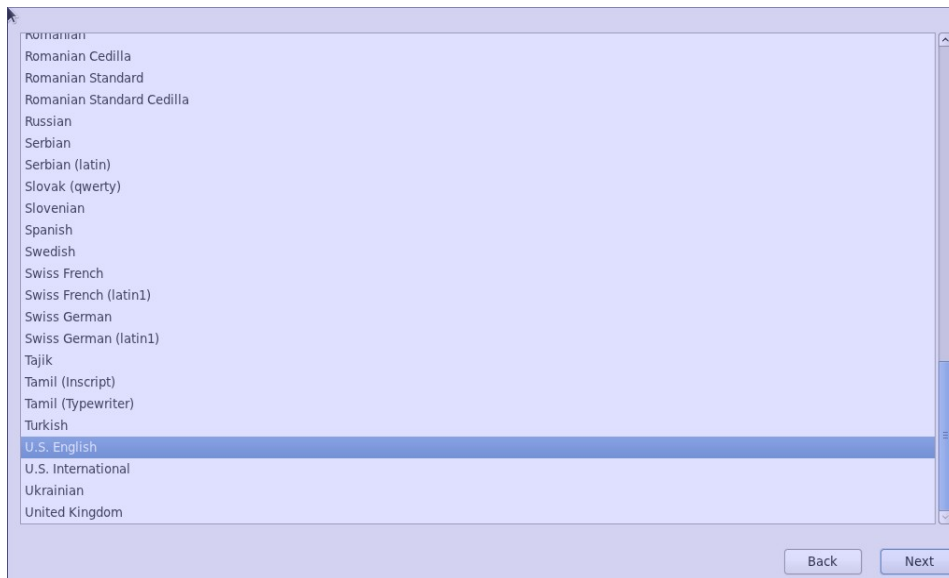 Romanian
Romanian Cedilla
Romanian Standard
Romanian Standard Cedilla
Russian
Serbian
Serbian (latin)
Slovak (qwerty)
Slovenian
Spanish
Swedish
Swiss French
Swiss French (latin1)
Swiss German
Swiss German (latin1)
Tajik
Tamil (Inscript)
Tamil (Typewriter)
Turkish
U.S. English
U.S. International
Ukrainian
United Kingdom
Back Next